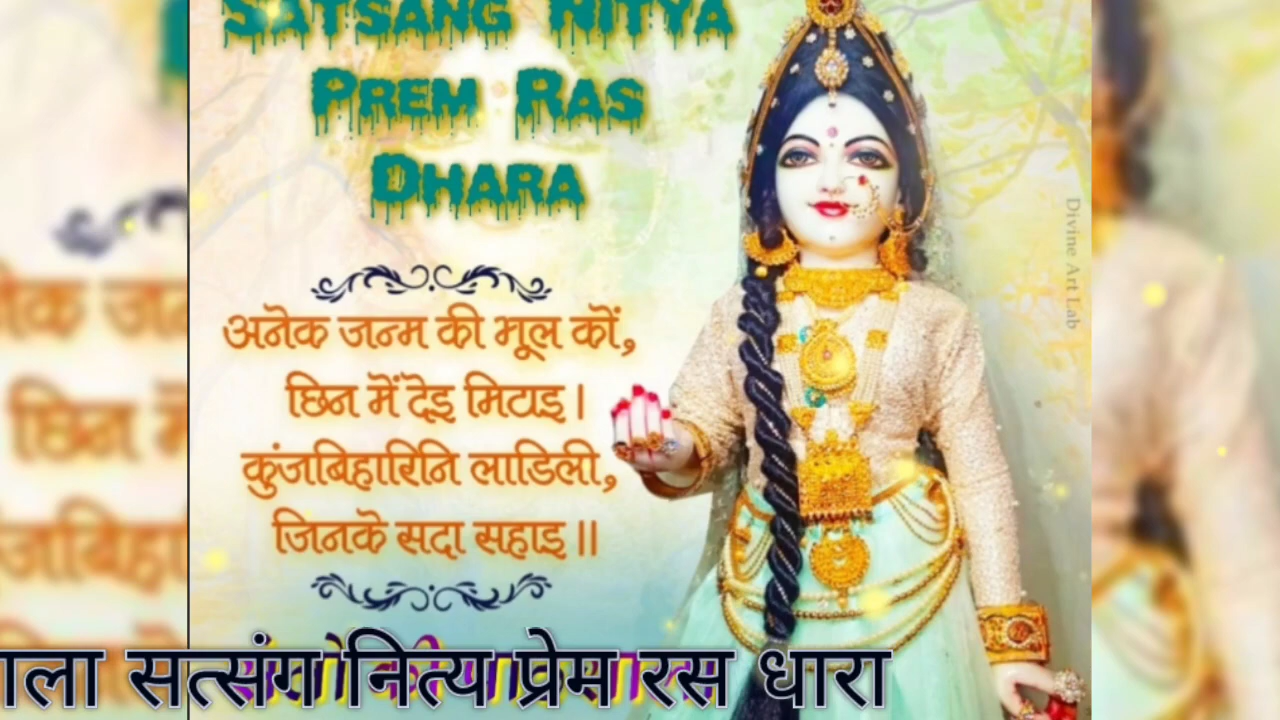 SATSANG NITYA
PREM RAS
DHARA
अनेक जन्म की भूल कों,
छिन में देइ मिटाइ।
कुंजबिहारिनि लाडिली,
जिनके सदा सहाइ॥
Divine Art Lab
सत्संग नित्य प्रेम रस धारा